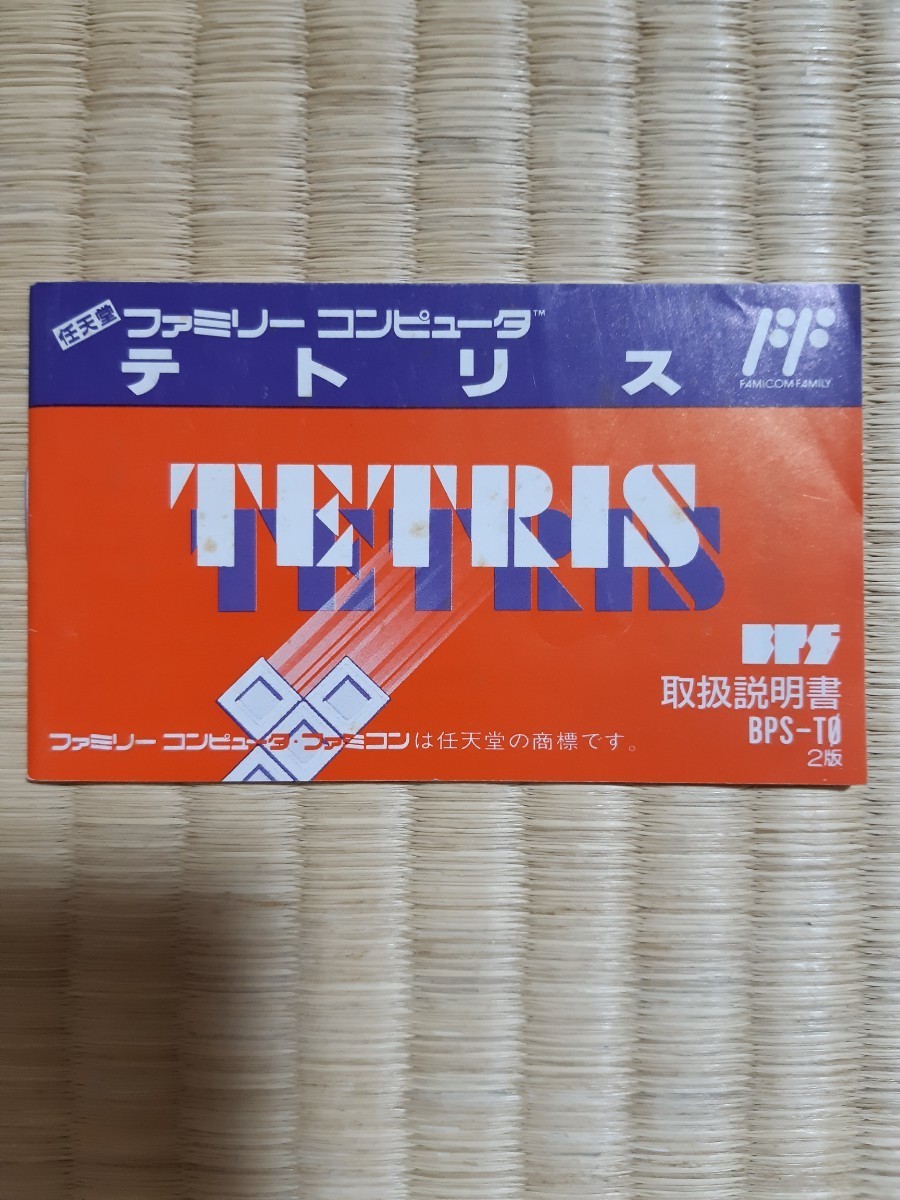 任天堂
ファミリー コンピュータ™
テトリス
FAMICOM FAMILY
TETRIS
TETRIS
BPS
取扱説明書
BPS-T0
2版
ファミリー コンピュータ・ファミコンは任天堂の商標です。